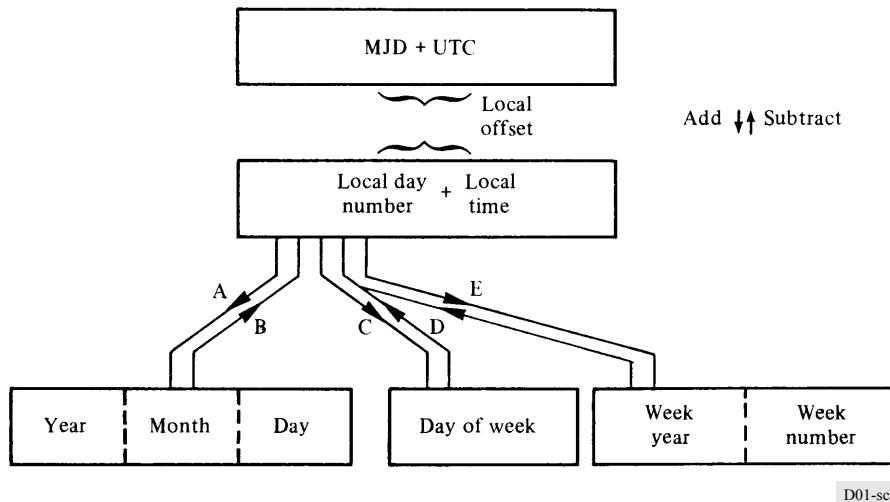 MJD + UTC
Local
offset
Add Subtract
Local day + Local
number time
A
B
C
D
E
Year Month Day
Day of week
Week Week
year number
D01-sc